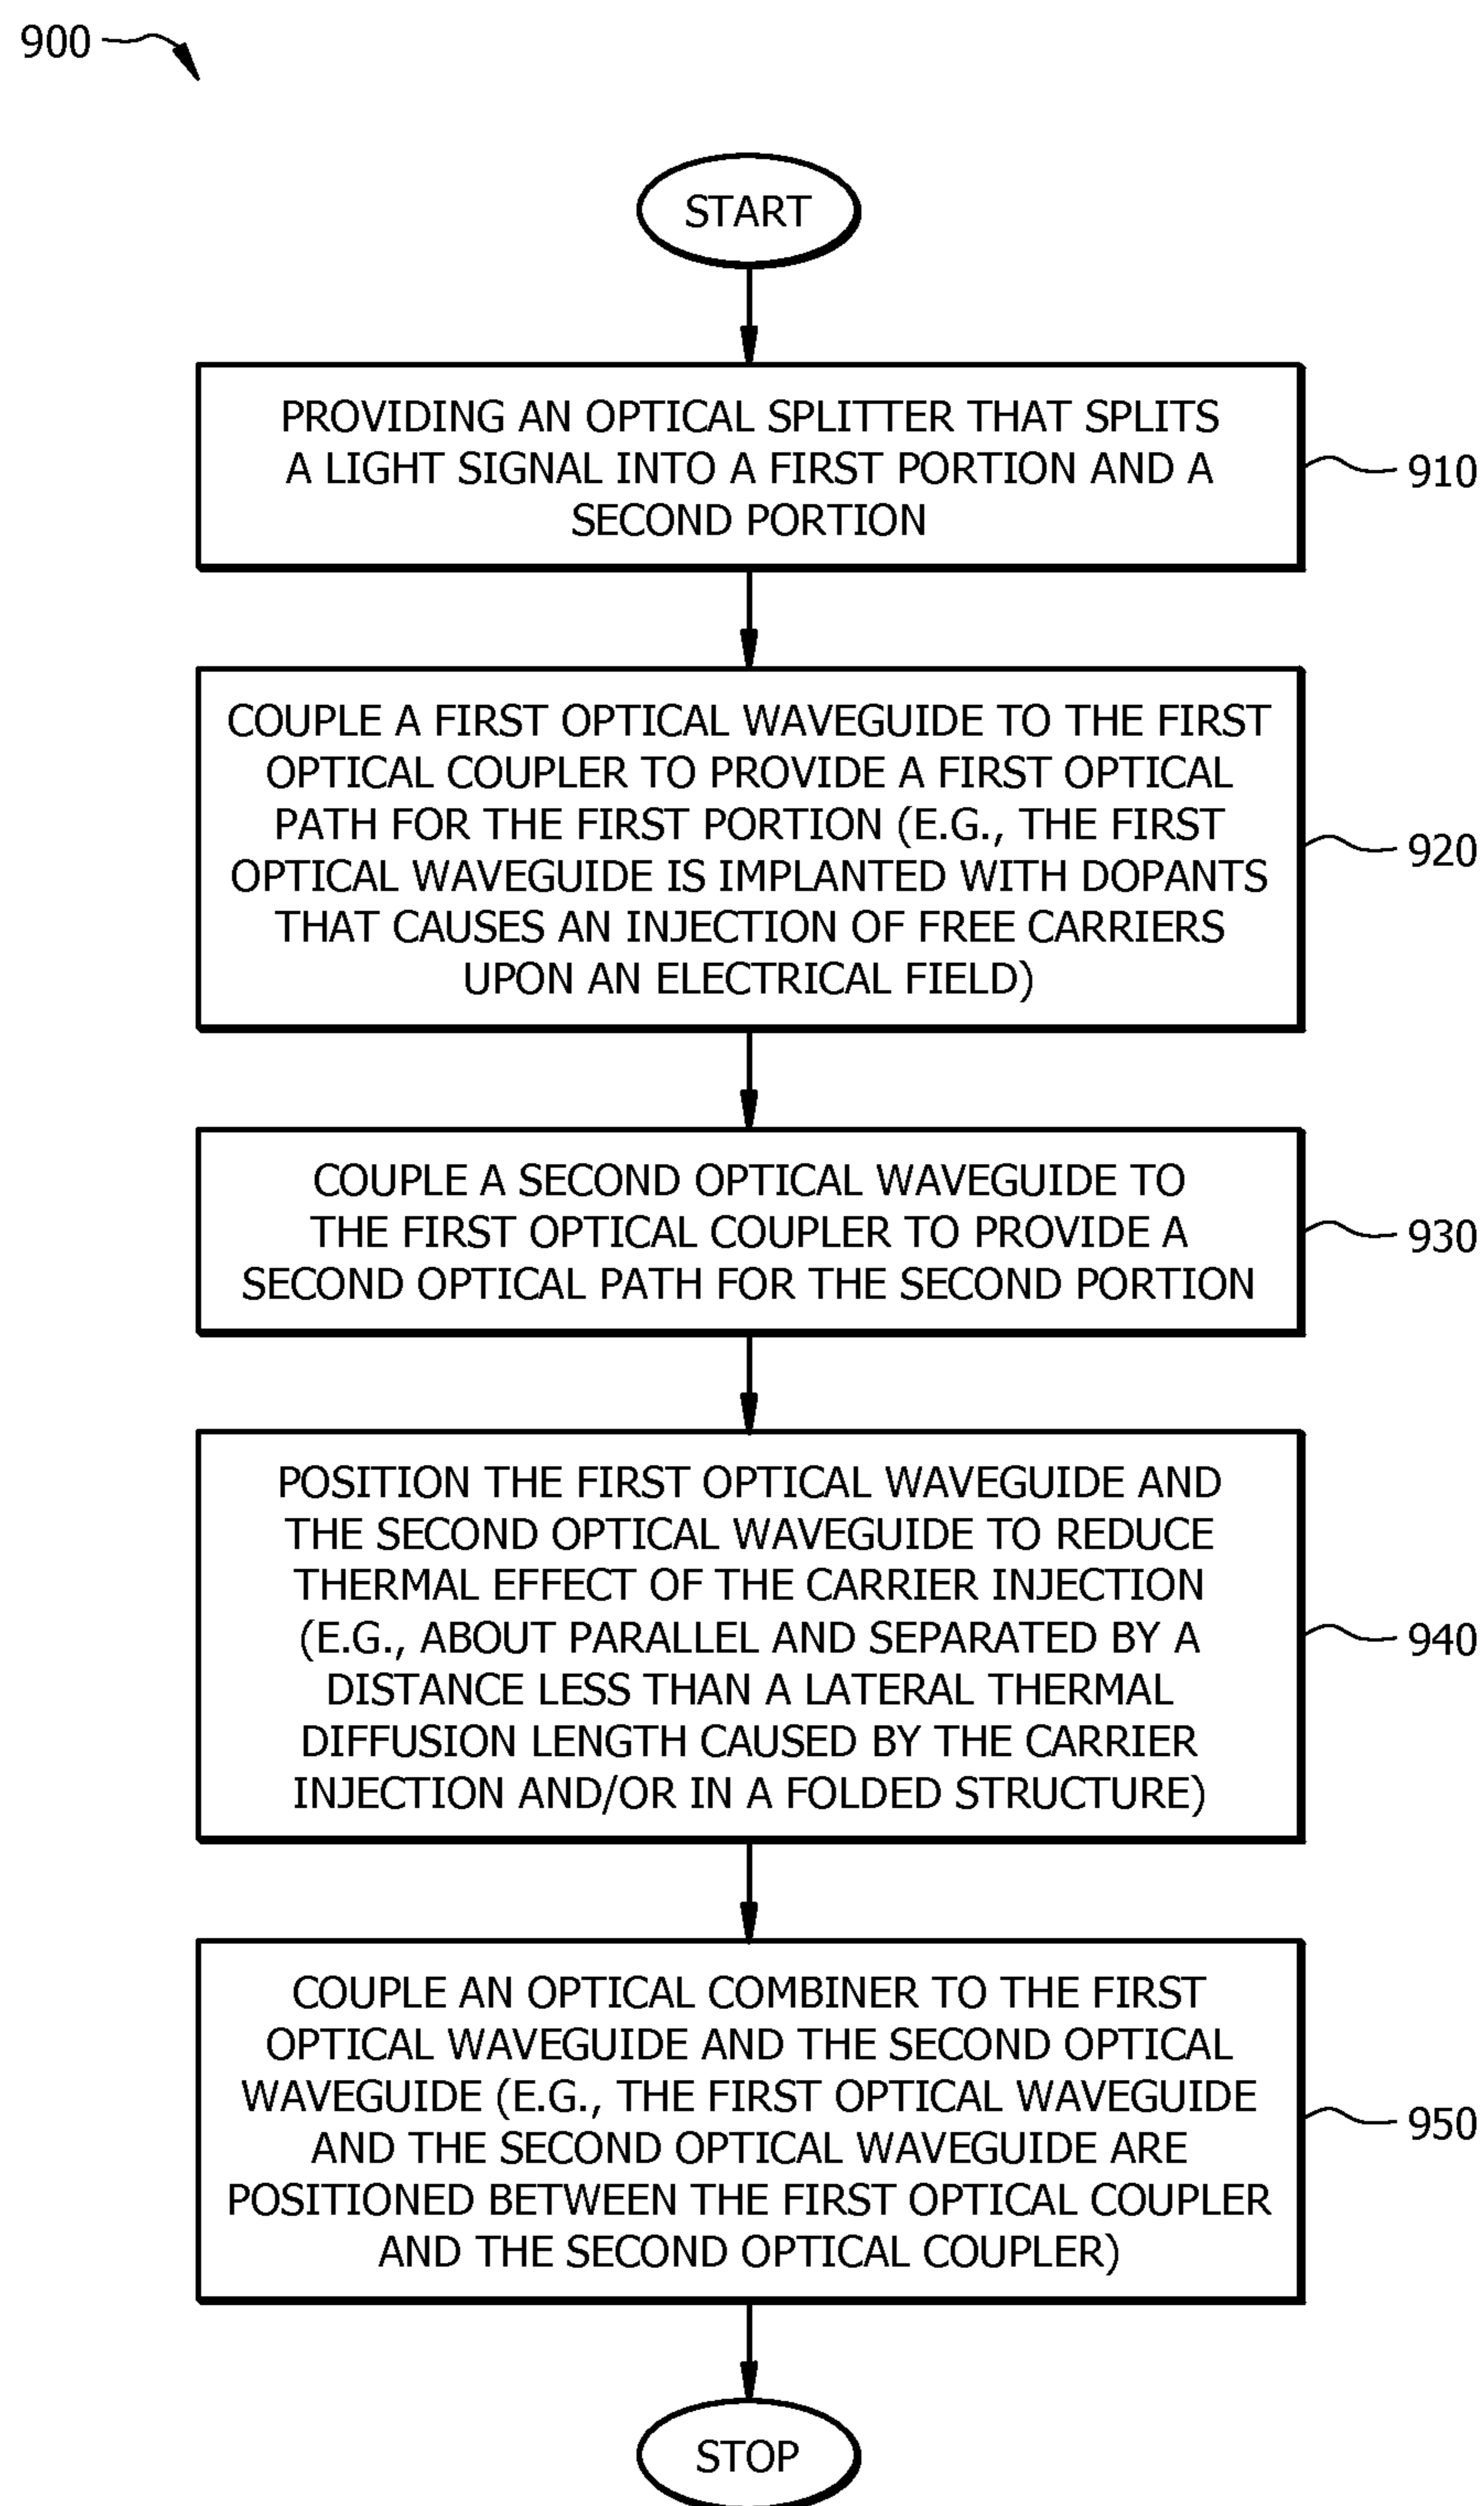 900
START
PROVIDING AN OPTICAL SPLITTER THAT SPLITS
A LIGHT SIGNAL INTO A FIRST PORTION AND A
SECOND PORTION
910
COUPLE A FIRST OPTICAL WAVEGUIDE TO THE FIRST
OPTICAL COUPLER TO PROVIDE A FIRST OPTICAL
PATH FOR THE FIRST PORTION (E.G., THE FIRST
OPTICAL WAVEGUIDE IS IMPLANTED WITH DOPANTS
THAT CAUSES AN INJECTION OF FREE CARRIERS
UPON AN ELECTRICAL FIELD)
920
COUPLE A SECOND OPTICAL WAVEGUIDE TO
THE FIRST OPTICAL COUPLER TO PROVIDE A
SECOND OPTICAL PATH FOR THE SECOND PORTION
930
POSITION THE FIRST OPTICAL WAVEGUIDE AND
THE SECOND OPTICAL WAVEGUIDE TO REDUCE
THERMAL EFFECT OF THE CARRIER INJECTION
(E.G., ABOUT PARALLEL AND SEPARATED BY A
DISTANCE LESS THAN A LATERAL THERMAL
DIFFUSION LENGTH CAUSED BY THE CARRIER
INJECTION AND/OR IN A FOLDED STRUCTURE)
940
COUPLE AN OPTICAL COMBINER TO THE FIRST
OPTICAL WAVEGUIDE AND THE SECOND OPTICAL
WAVEGUIDE (E.G., THE FIRST OPTICAL WAVEGUIDE
AND THE SECOND OPTICAL WAVEGUIDE ARE
POSITIONED BETWEEN THE FIRST OPTICAL COUPLER
AND THE SECOND OPTICAL COUPLER)
950
STOP